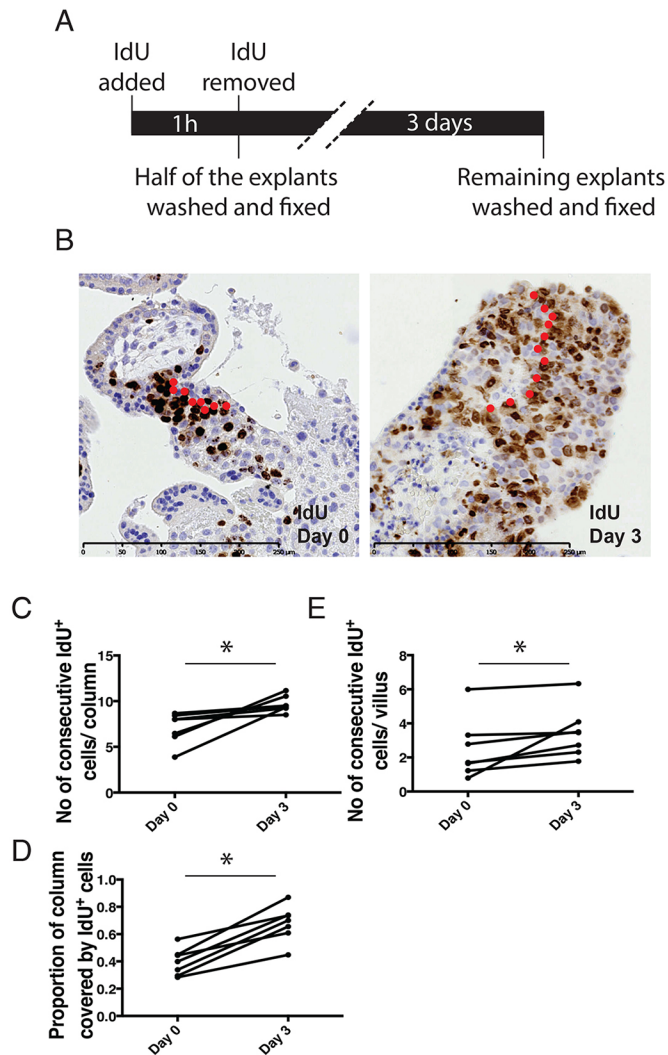 A
IdU
added
IdU
removed
1h
3 days
Half of the explants
washed and fixed
Remaining explants
washed and fixed
B
IdU
Day 0
0 50 100 150 200 250 µm
IdU
Day 3
150 200 250 µm
C
No of consecutive IdU+
cells/ column
15
10
5
0
*
Day 0
Day 3
E
No of consecutive IdU+
cells/ villus
8
6
4
2
0
*
Day 0
Day 3
D
Proportion of column
covered by IdU+ cells
1.0
0.8
0.6
0.4
0.2
0.0
*
Day 0
Day 3